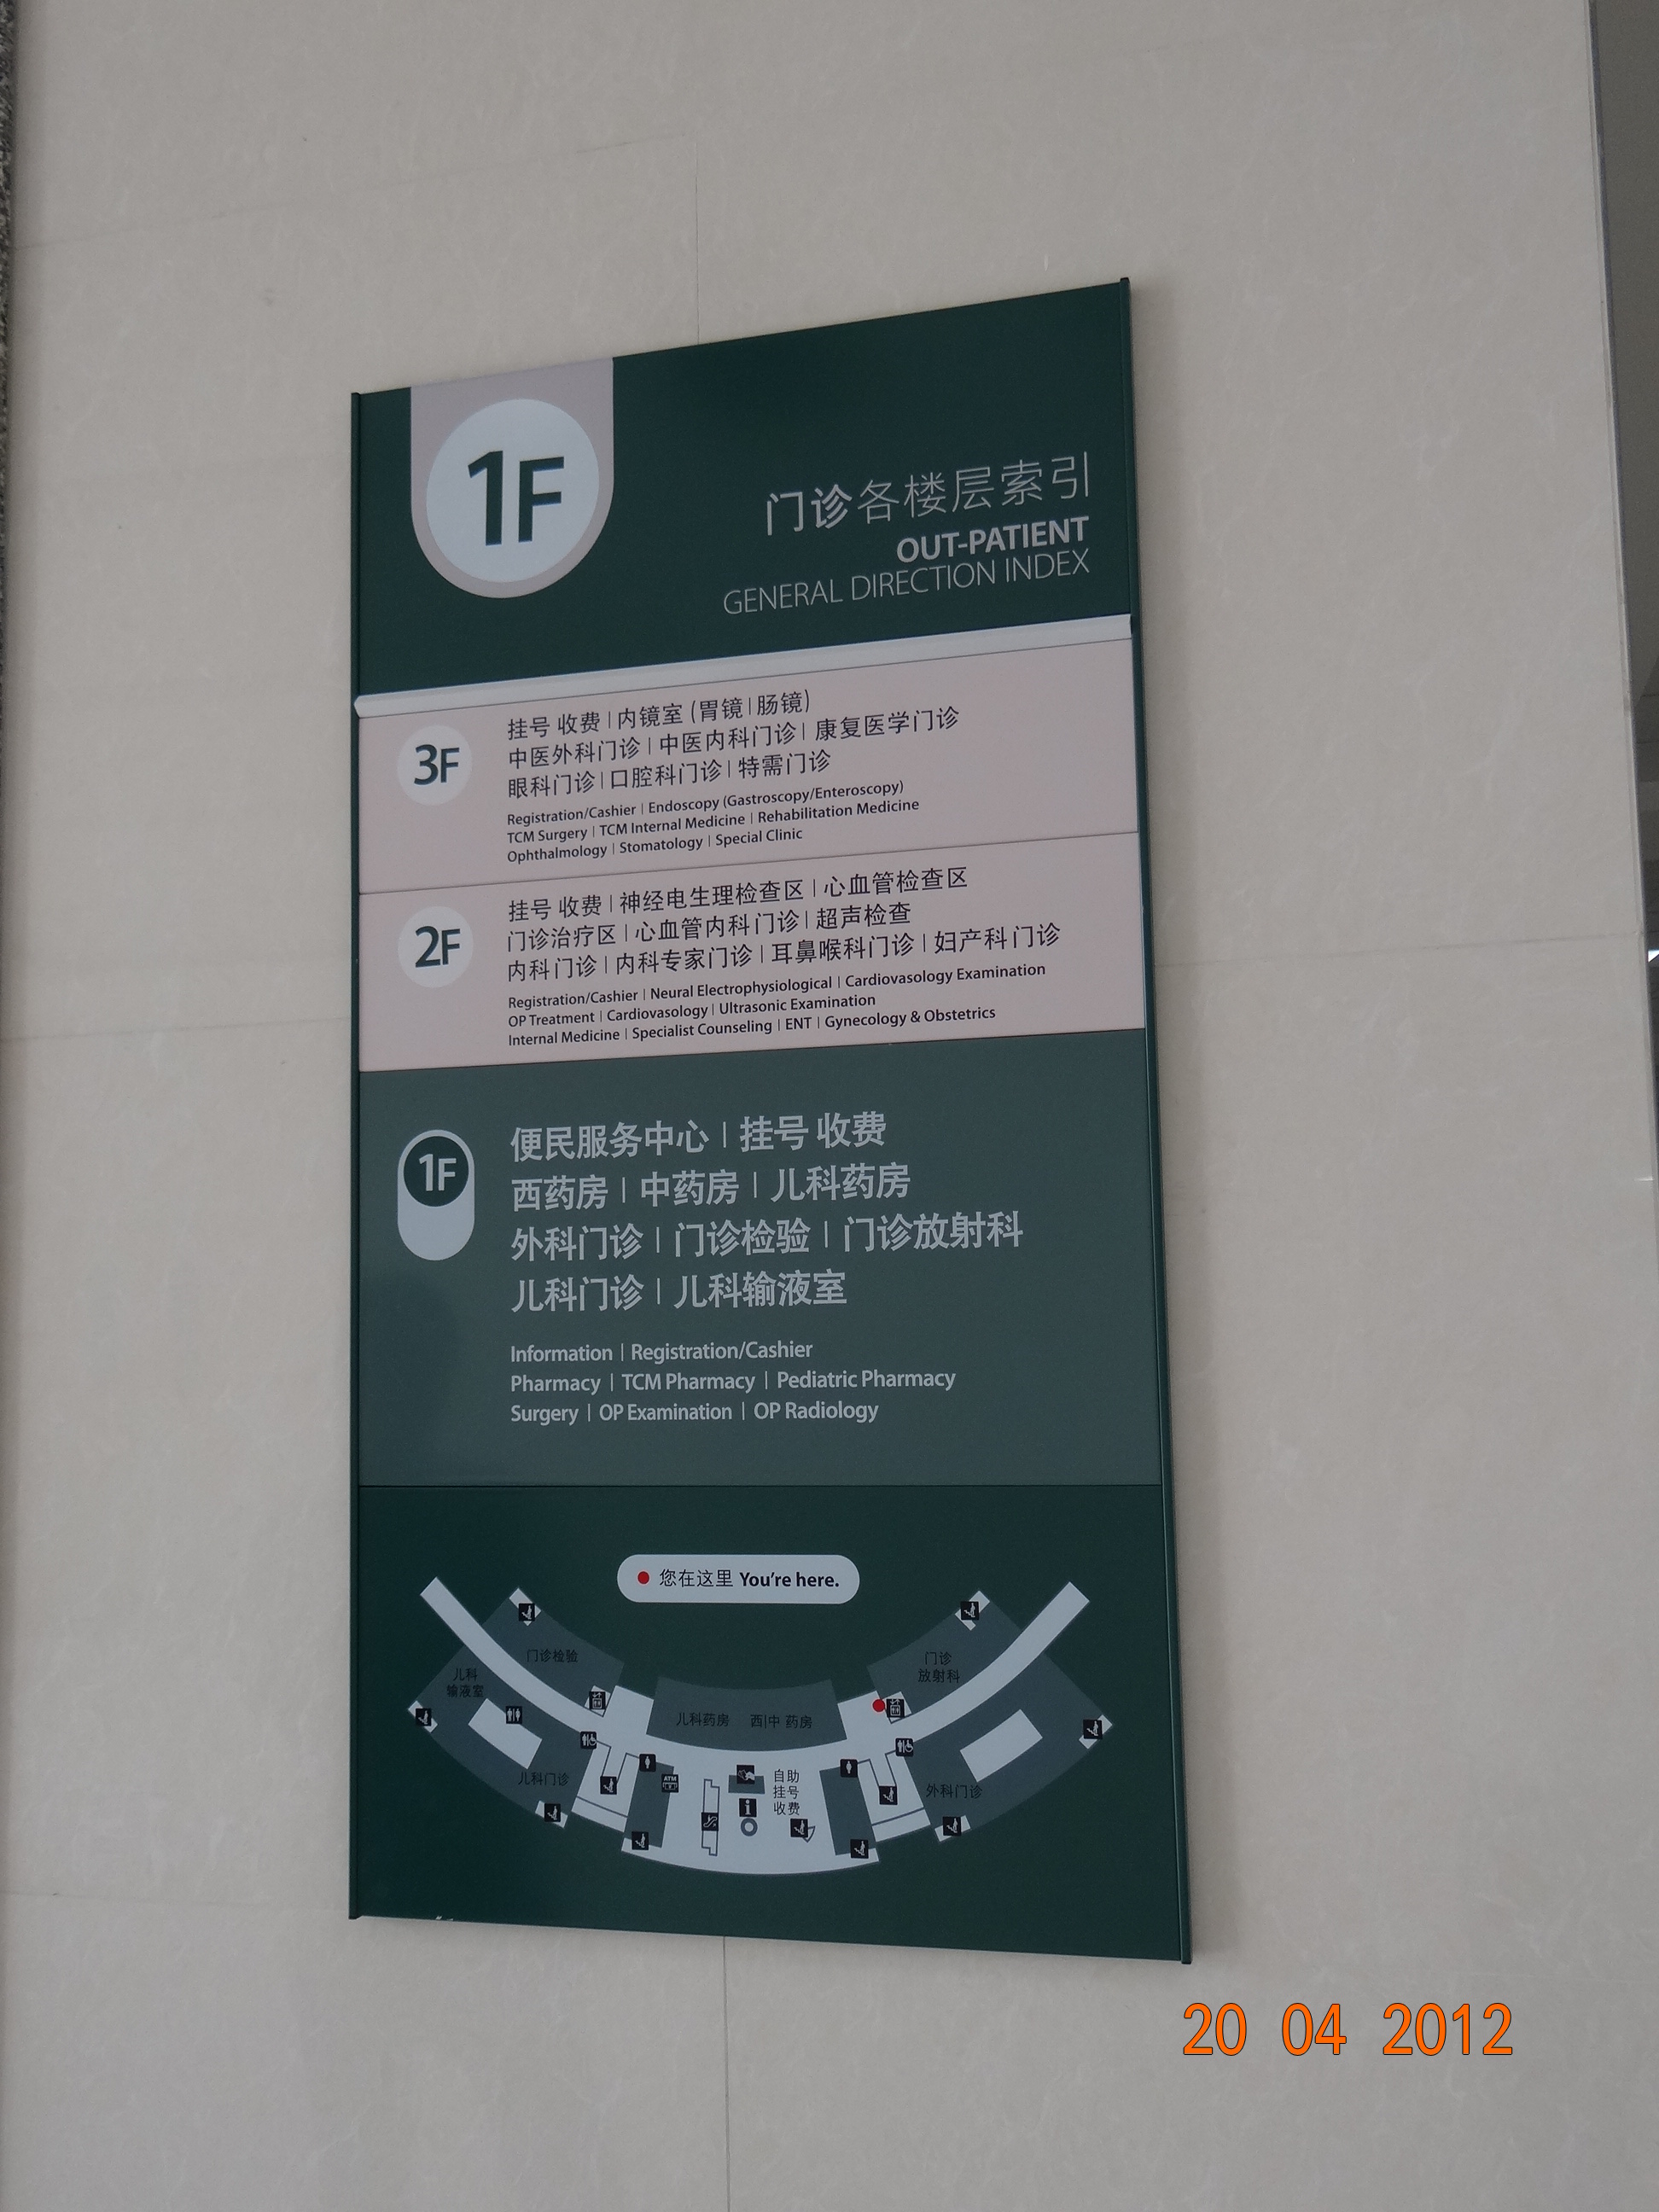 1F
门诊各楼层索引
OUT-PATIENT
GENERAL DIRECTION INDEX
3F
挂号 收费 | 内镜室 (胃镜 | 肠镜)
中医外科门诊 | 中医内科门诊 | 康复医学门诊
眼科门诊 | 口腔科门诊 | 特需门诊
Registration/Cashier | Endoscopy (Gastroscopy/Enteroscopy)
TCM Surgery | TCM Internal Medicine | Rehabilitation Medicine
Ophthalmology | Stomatology | Special Clinic
2F
挂号 收费 | 神经电生理检查区 | 心血管检查区
门诊治疗区 | 心血管内科门诊 | 超声检查
内科门诊 | 内科专家门诊 | 耳鼻喉科门诊 | 妇产科门诊
Registration/Cashier | Neural Electrophysiological | Cardiovasology Examination
OP Treatment | Cardiovasology | Ultrasonic Examination
Internal Medicine | Specialist Counseling | ENT | Gynecology & Obstetrics
1F
便民服务中心 | 挂号 收费
西药房 | 中药房 | 儿科药房
外科门诊 | 门诊检验 | 门诊放射科
儿科门诊 | 儿科输液室
Information | Registration/Cashier
Pharmacy | TCM Pharmacy | Pediatric Pharmacy
Surgery | OP Examination | OP Radiology
您在这里 You're here.
门诊检验
儿科
输液室
门诊
放射科
儿科药房
西|中 药房
儿科门诊
ATM
i
自助
挂号
收费
外科门诊
20 04 2012